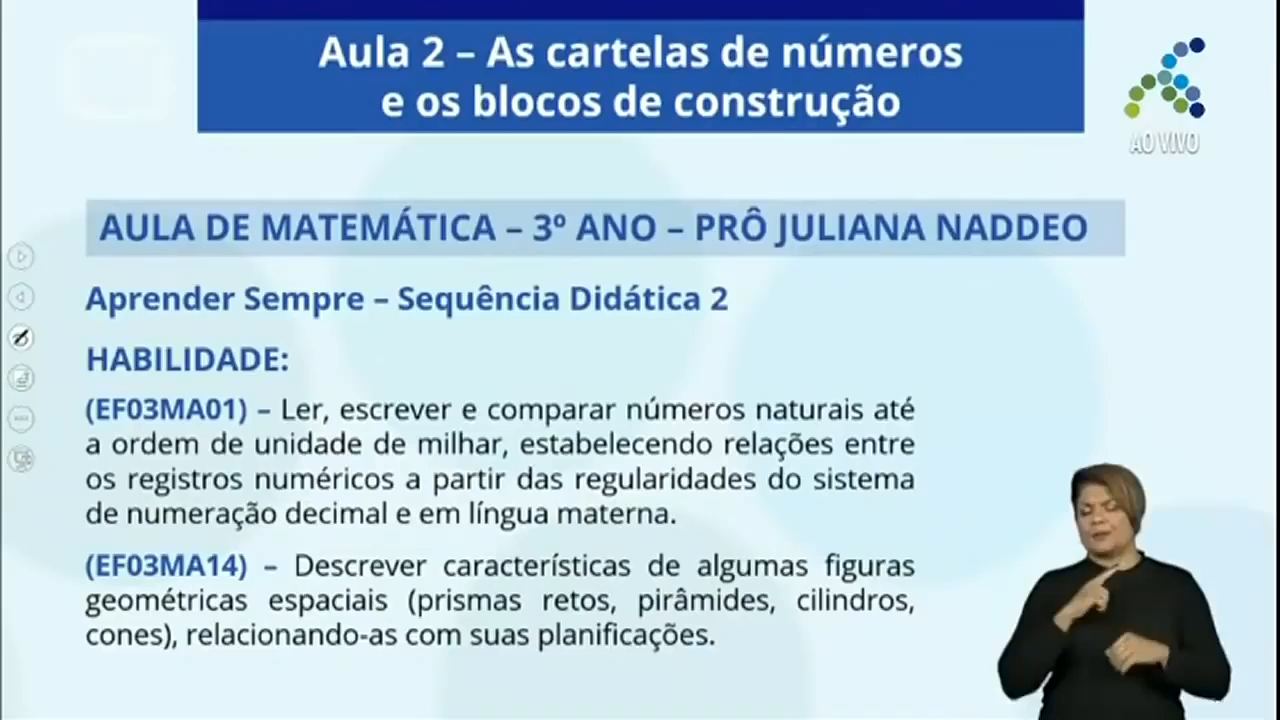 Aula 2 – As cartelas de números
e os blocos de construção
AO VIVO
AULA DE MATEMÁTICA – 3º ANO – PRÔ JULIANA NADDEO
Aprender Sempre – Sequência Didática 2
HABILIDADE:
(EF03MA01) – Ler, escrever e comparar números naturais até
a ordem de unidade de milhar, estabelecendo relações entre
os registros numéricos a partir das regularidades do sistema
de numeração decimal e em língua materna.
(EF03MA14) – Descrever características de algumas figuras
geométricas espaciais (prismas retos, pirâmides, cilindros,
cones), relacionando-as com suas planificações.